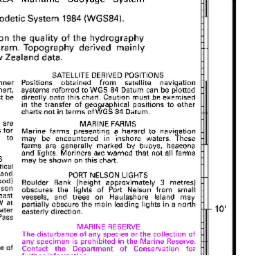 Maritime Buoyage System
odetic System 1984 (WGS84).
on the quality of the hydrography
ram. Topography derived mainly
Zealand data.
SATELLITE DERIVED POSITIONS
Positions obtained from satellite navigation
systems referred to WGS 84 Datum can be plotted
directly onto this chart. Caution must be exercised
in the transfer of geographical positions to other
charts not in terms of WGS 84 Datum.
MARINE FARMS
Marine farms presenting a hazard to navigation
may be encountered in inshore waters. These
farms are generally marked by buoys, beacons
and lights. Mariners are warned that not all farms
may be shown on this chart.
PORT NELSON LIGHTS
Boulder Bank (height approximately 3 metres)
obscures the lights of Port Nelson from small
vessels, and trees on Haulashore Island may
partially obscure the main leading lights in a north
easterly direction.
10'
MARINE RESERVE
The disturbance of any species or the collection of
any specimen is prohibited in the Marine Reserve.
Contact the Department of Conservation for